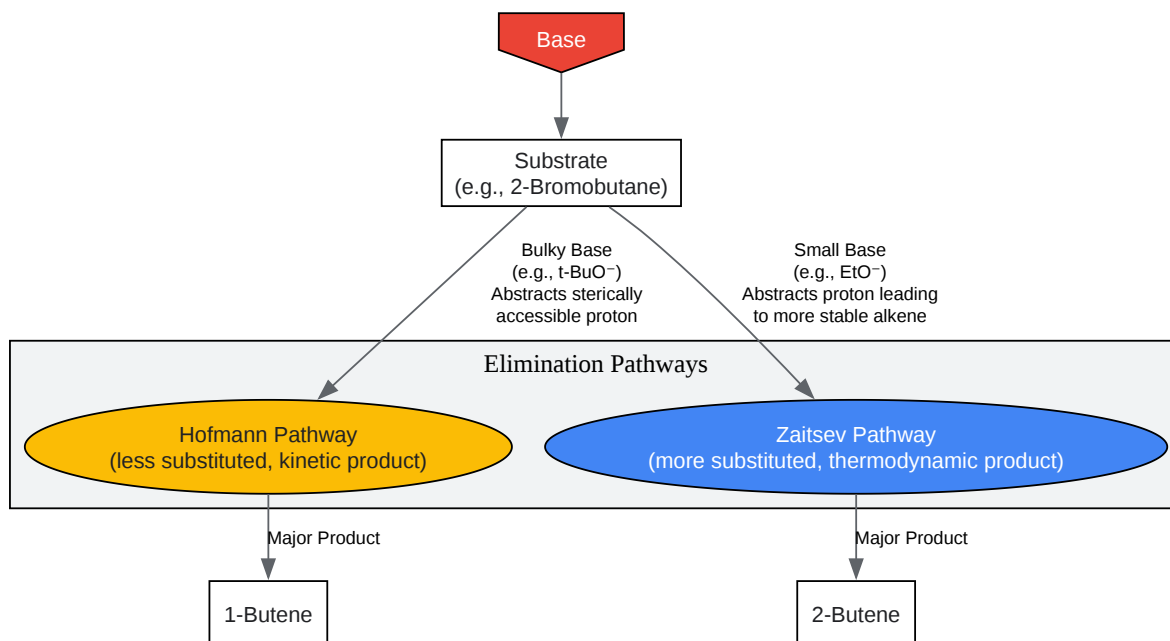 Base
Substrate
(e.g., 2-Bromobutane)
Bulky Base
(e.g., t-BuO⁻)
Abstracts sterically
accessible proton
Small Base
(e.g., EtO⁻)
Abstracts proton leading
to more stable alkene
Elimination Pathways
Hofmann Pathway
(less substituted, kinetic product)
Zaitsev Pathway
(more substituted, thermodynamic product)
Major Product
Major Product
1-Butene
2-Butene